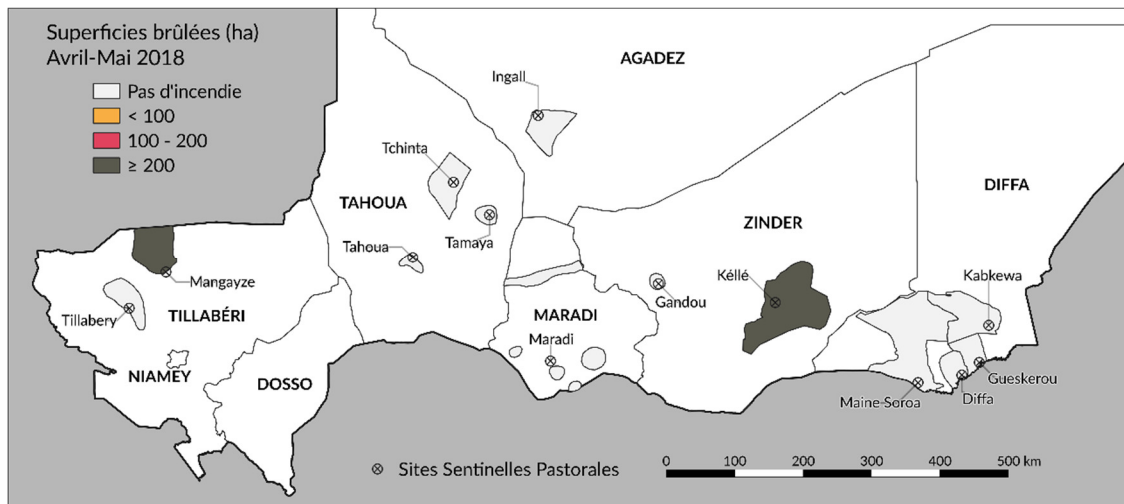 Superficies brûlées (ha)
Avril-Mai 2018
Pas d'incendie
< 100
100 - 200
≥ 200
AGADEZ
Ingall
Tchinta
TAHOUA
DIFFA
ZINDER
Tamaya
Tahoua
Mangayze
Kéllé
Kabkewa
Gandou
Tillabery
TILLABÉRI
MARADI
Maradi
NIAMEY
DOSSO
Gueskerou
Maine-Soroa
Diffa
Sites Sentinelles Pastorales
0 100 200 300 400 500 km